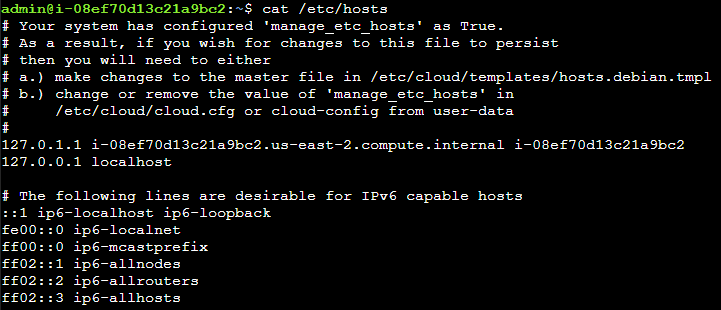 admin@i-08ef70d13c21a9bc2:~$ cat /etc/hosts
# Your system has configured 'manage_etc_hosts' as True.
# As a result, if you wish for changes to this file to persist
# then you will need to either
# a.) make changes to the master file in /etc/cloud/templates/hosts.debian.tmpl
# b.) change or remove the value of 'manage_etc_hosts' in
#     /etc/cloud/cloud.cfg or cloud-config from user-data
#
127.0.1.1 i-08ef70d13c21a9bc2.us-east-2.compute.internal i-08ef70d13c21a9bc2
127.0.0.1 localhost

# The following lines are desirable for IPv6 capable hosts
::1 ip6-localhost ip6-loopback
fe00::0 ip6-localnet
ff00::0 ip6-mcastprefix
ff02::1 ip6-allnodes
ff02::2 ip6-allrouters
ff02::3 ip6-allhosts